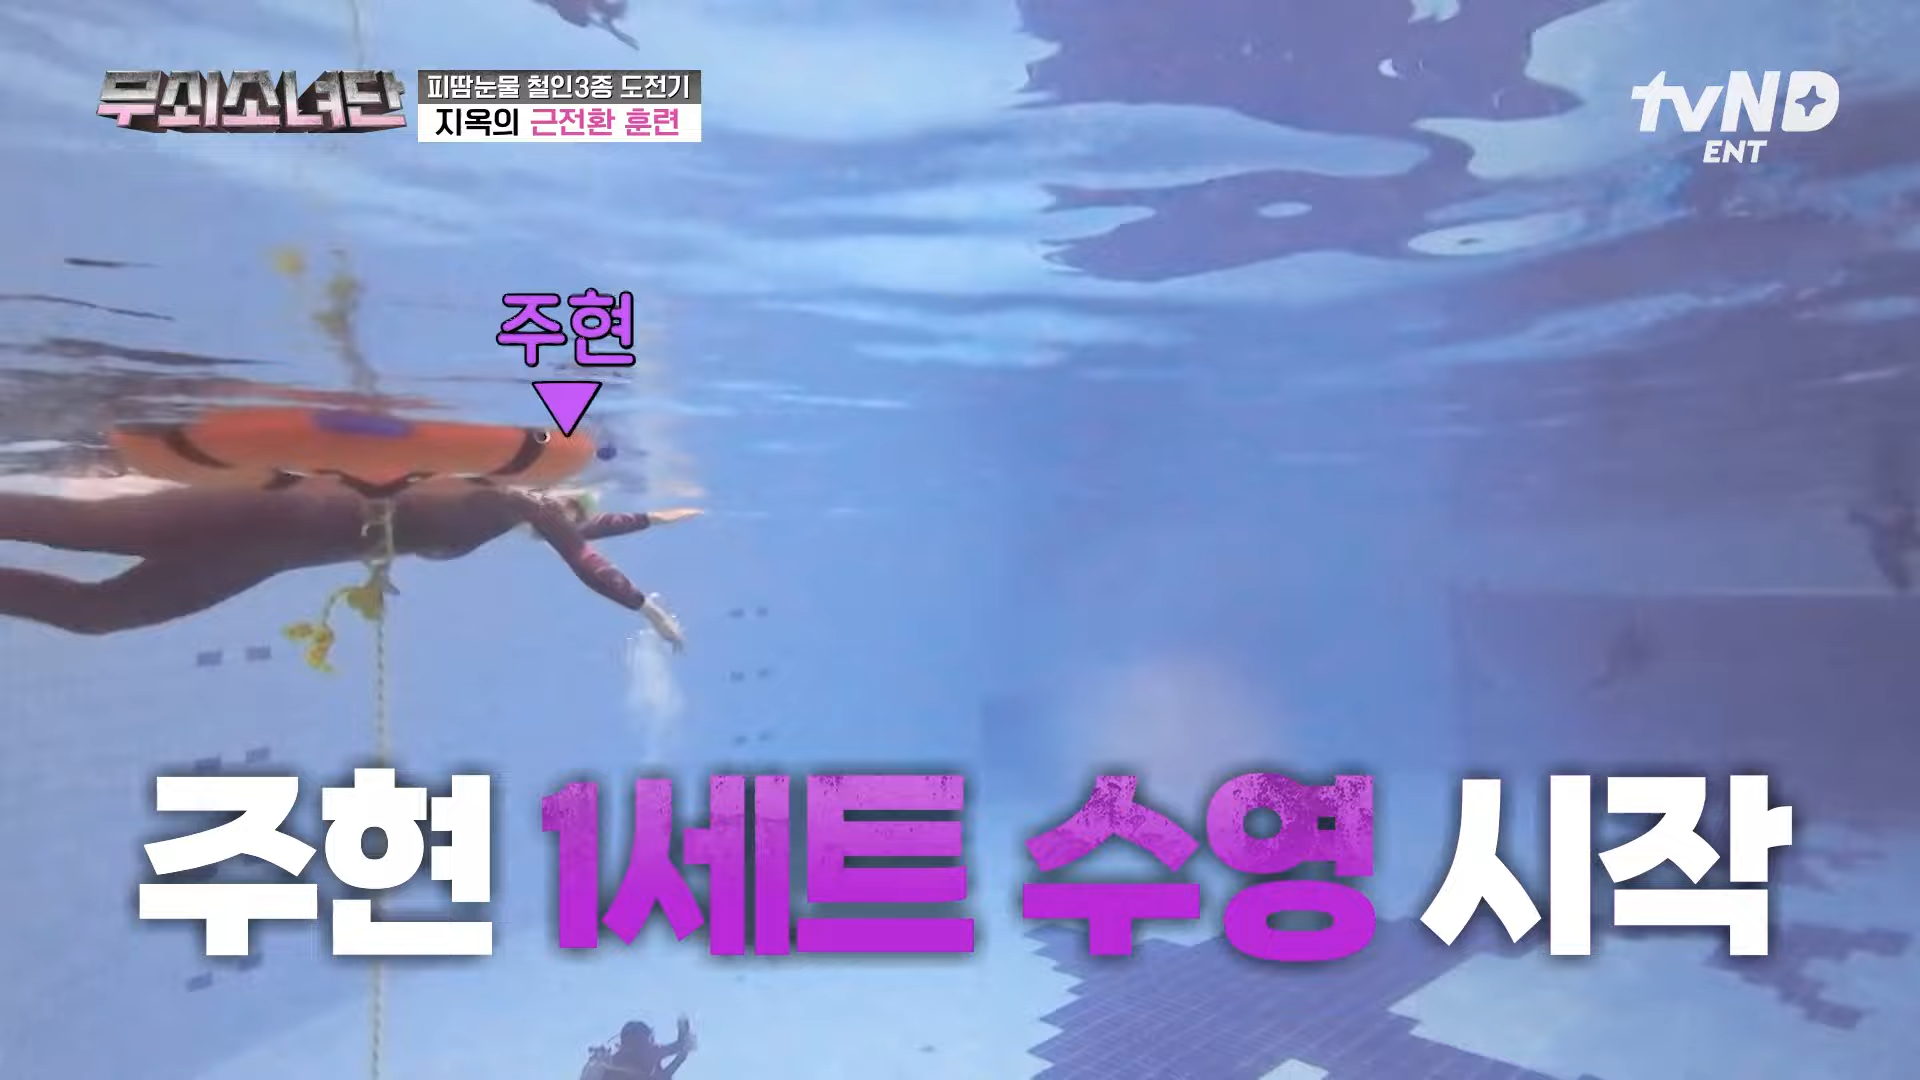 무쇠소녀단
피땀눈물 철인3종 도전기
지옥의 근전환 훈련
tvND
ENT
주현
주현 1세트 수영 시작